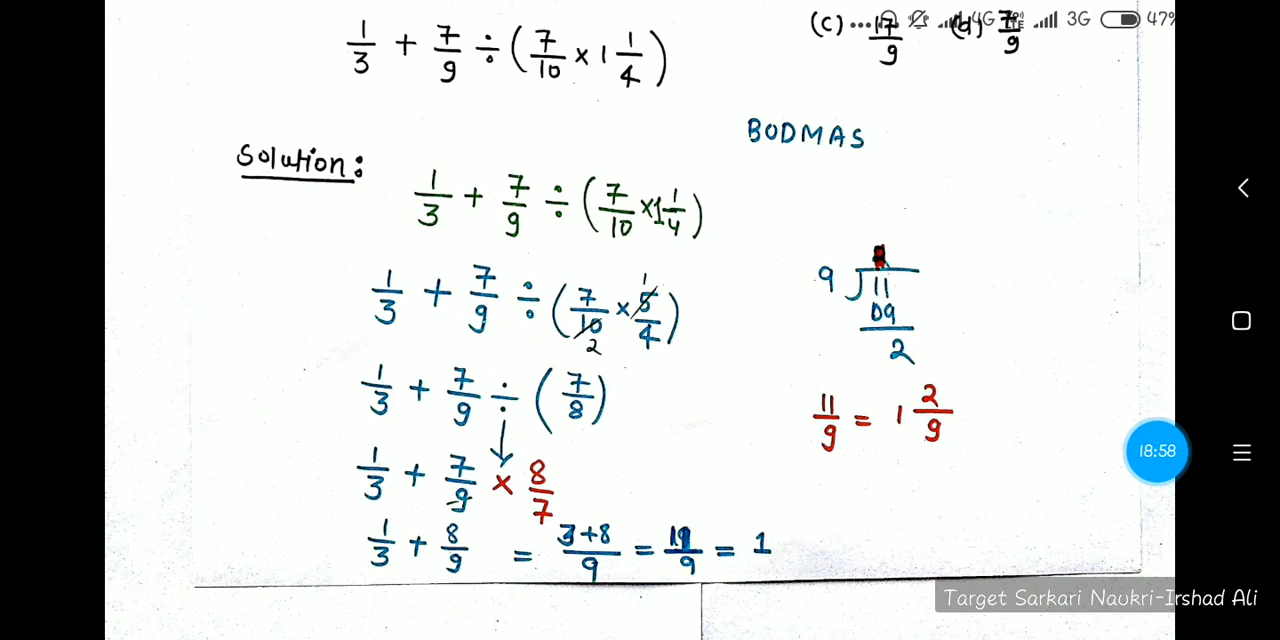 (c) 17/9 (d) 7/9
4G 3G 47%
1/3 + 7/9 ÷ (7/10 × 1 1/4)
BODMAS
Solution:
1/3 + 7/9 ÷ (7/10 × 1 1/4)
1/3 + 7/9 ÷ (7/10 × 5/4)
1
2
1/3 + 7/9 ÷ (7/8)
1/3 + 7/9 × 8/7
1/3 + 8/9 = 3+8/9 = 11/9 = 1
9 11
09
2
11/9 = 1 2/9
18:58
Target Sarkari Naukri-Irshad Ali